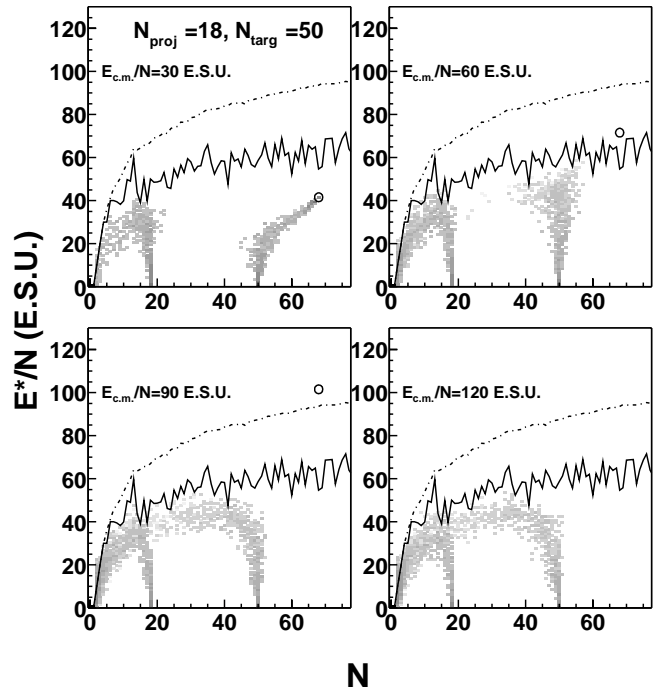 N_proj =18, N_targ =50
E_c.m./N=30 E.S.U.
E_c.m./N=60 E.S.U.
120
100
80
60
40
20
0
120
100
80
60
40
20
0
0 20 40 60
0 20 40 60
E*/N (E.S.U.)
E_c.m./N=90 E.S.U.
E_c.m./N=120 E.S.U.
120
100
80
60
40
20
0
120
100
80
60
40
20
0
0 20 40 60
0 20 40 60
N